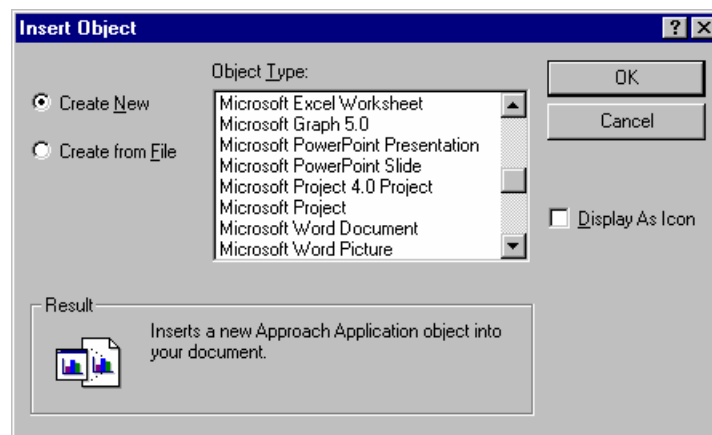 Insert Object
Object Type:
Create New
Create from File
Microsoft Excel Worksheet
Microsoft Graph 5.0
Microsoft PowerPoint Presentation
Microsoft PowerPoint Slide
Microsoft Project 4.0 Project
Microsoft Project
Microsoft Word Document
Microsoft Word Picture
OK
Cancel
Display As Icon
Result
Inserts a new Approach Application object into
your document.